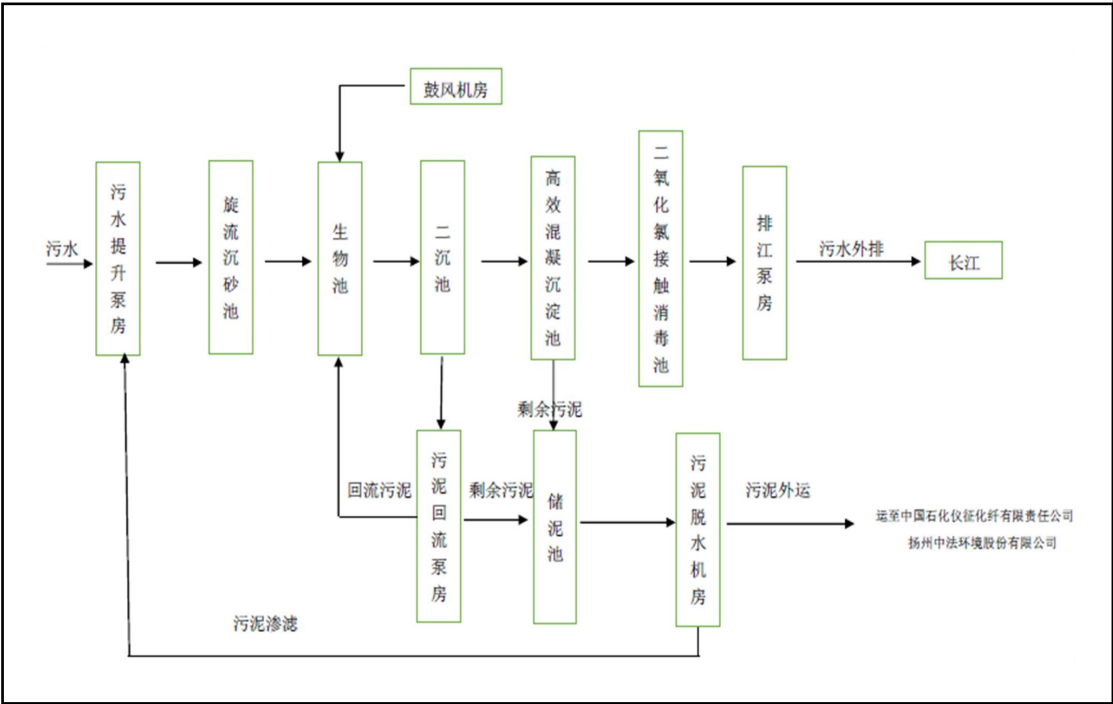 鼓风机房
污水
污水提升泵房
旋流沉砂池
生物池
二沉池
高效混凝沉淀池
二氧化氯接触消毒池
排江泵房
污水外排
长江
剩余污泥
回流污泥
污泥回流泵房
剩余污泥
储泥池
污泥脱水机房
污泥外运
运至中国石化仪征化纤有限责任公司
扬州中法环境股份有限公司
污泥渗滤